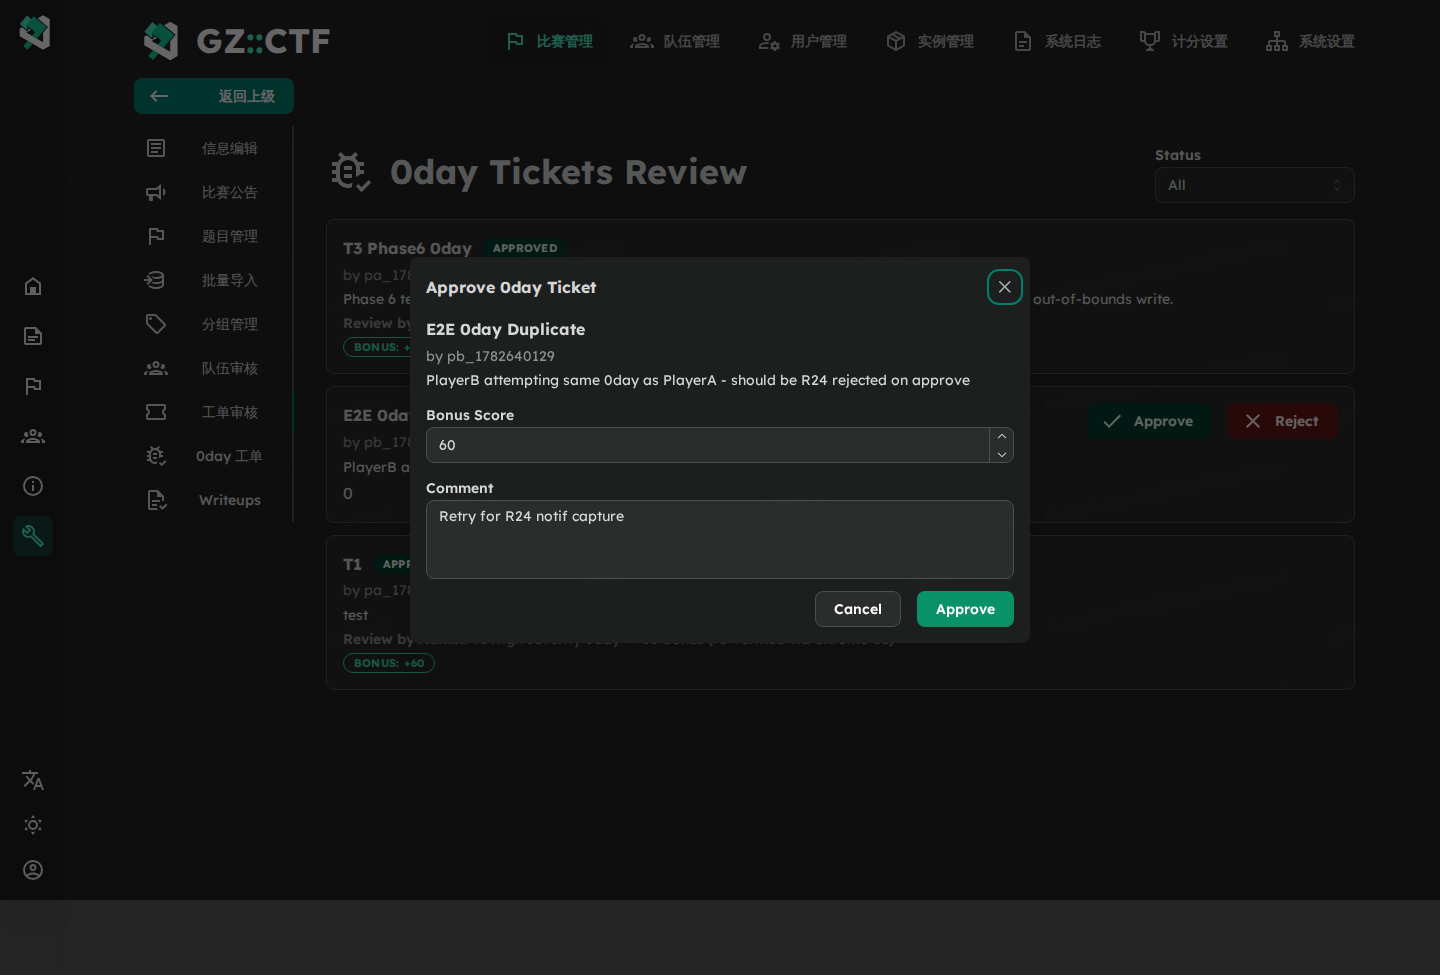 GZ::CTF
比赛管理
队伍管理
用户管理
实例管理
系统日志
计分设置
系统设置
返回上级
信息编辑
比赛公告
题目管理
批量导入
分组管理
队伍审核
工单审核
0day 工单
Writeups
0day Tickets Review
Status
All
T3 Phase6 0day APPROVED
by pa_178
Phase 6 te
out-of-bounds write.
Review by
BONUS: +
E2E 0da
by pb_178
PlayerB a
0
Approve
Reject
Approve 0day Ticket
E2E 0day Duplicate
by pb_1782640129
PlayerB attempting same 0day as PlayerA - should be R24 rejected on approve
Bonus Score
60
Comment
Retry for R24 notif capture
Cancel
Approve
T1 APPR
by pa_178
test
Review by
BONUS: +60